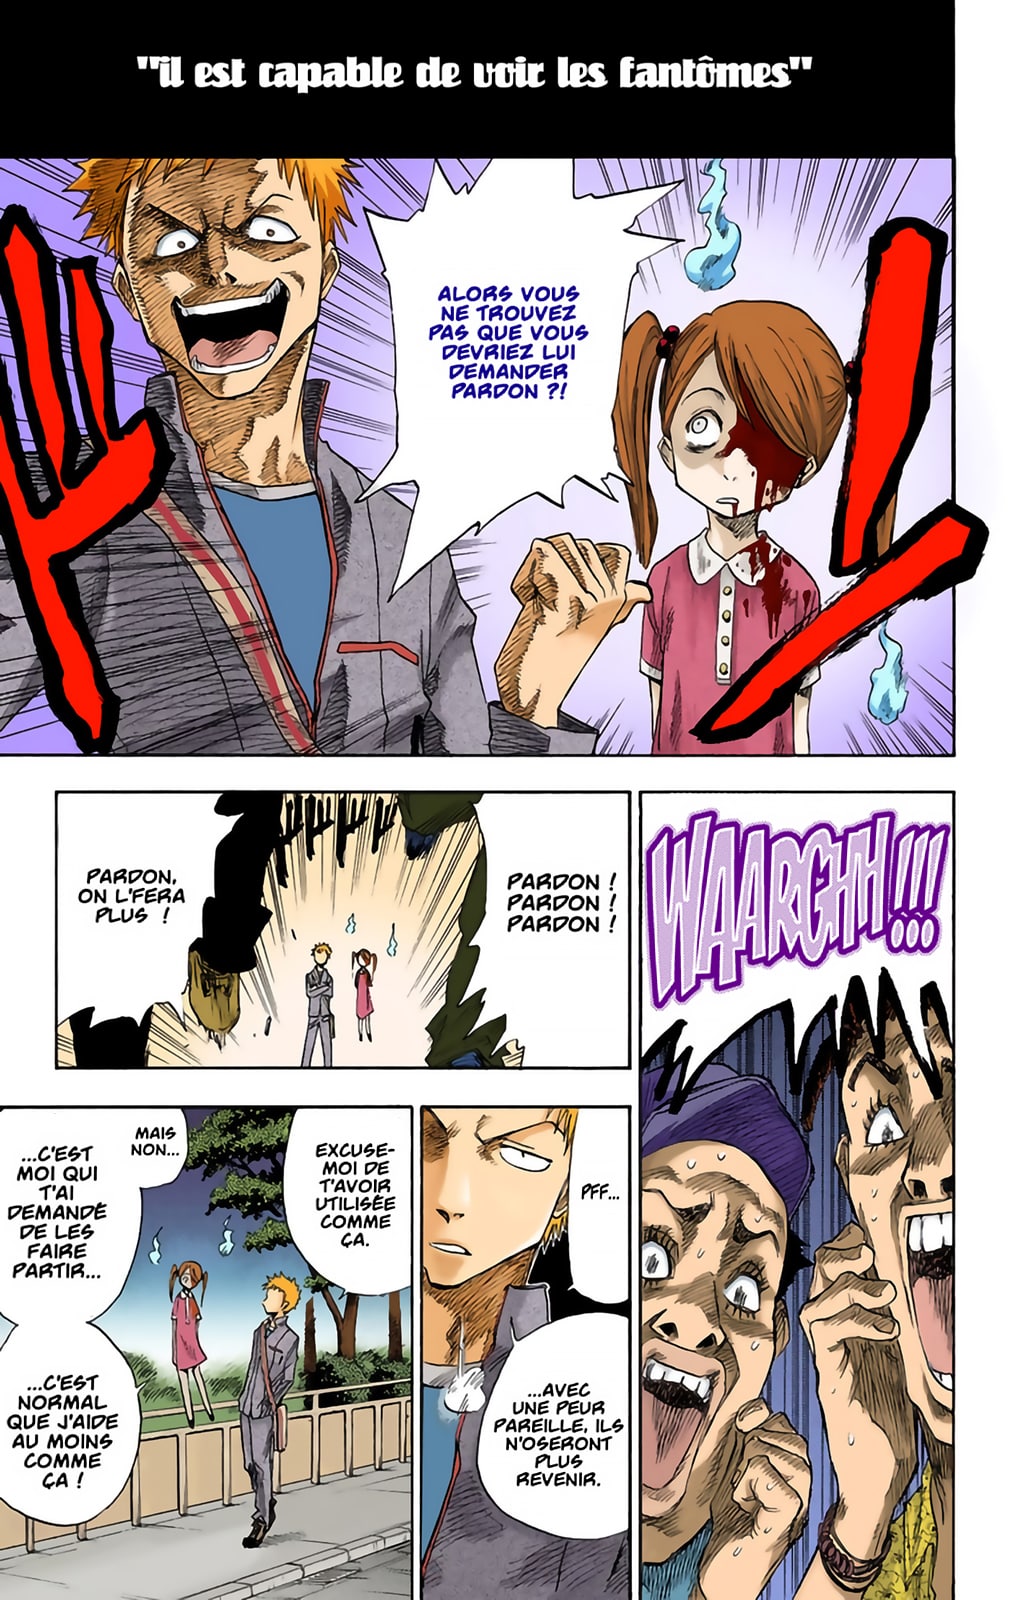 "il est capable de voir les fantômes"
ALORS VOUS
NE TROUVEZ
PAS QUE VOUS
DEVRIEZ LUI
DEMANDER
PARDON ?!
ドン
WAARGHH!!!
PARDON !
PARDON !
PARDON !
PARDON,
ON L'FERA
PLUS !
PFF...
...AVEC
UNE PEUR
PAREILLE, ILS
N'OSERONT
PLUS
REVENIR.
EXCUSE-
MOI DE
T'AVOIR
UTILISÉE
COMME
ÇA.
MAIS
NON...
...C'EST
MOI QUI
T'AI
DEMANDÉ
DE LES
FAIRE
PARTIR...
...C'EST
NORMAL
QUE J'AIDE
AU MOINS
COMME
ÇA !